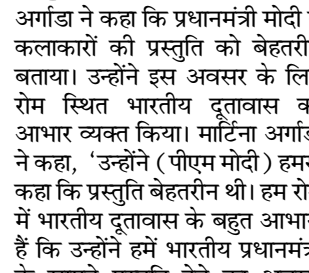 अर्गाडा ने कहा कि प्रधानमंत्री मोदी
कलाकारों की प्रस्तुति को बेहतरी
बताया। उन्होंने इस अवसर के लि
रोम स्थित भारतीय दूतावास क
आभार व्यक्त किया। मार्टिना अर्गाड
ने कहा, ‘उन्होंने (पीएम मोदी) हमस
कहा कि प्रस्तुति बेहतरीन थी। हम रो
में भारतीय दूतावास के बहुत आभा
हैं कि उन्होंने हमें भारतीय प्रधानमंत्र